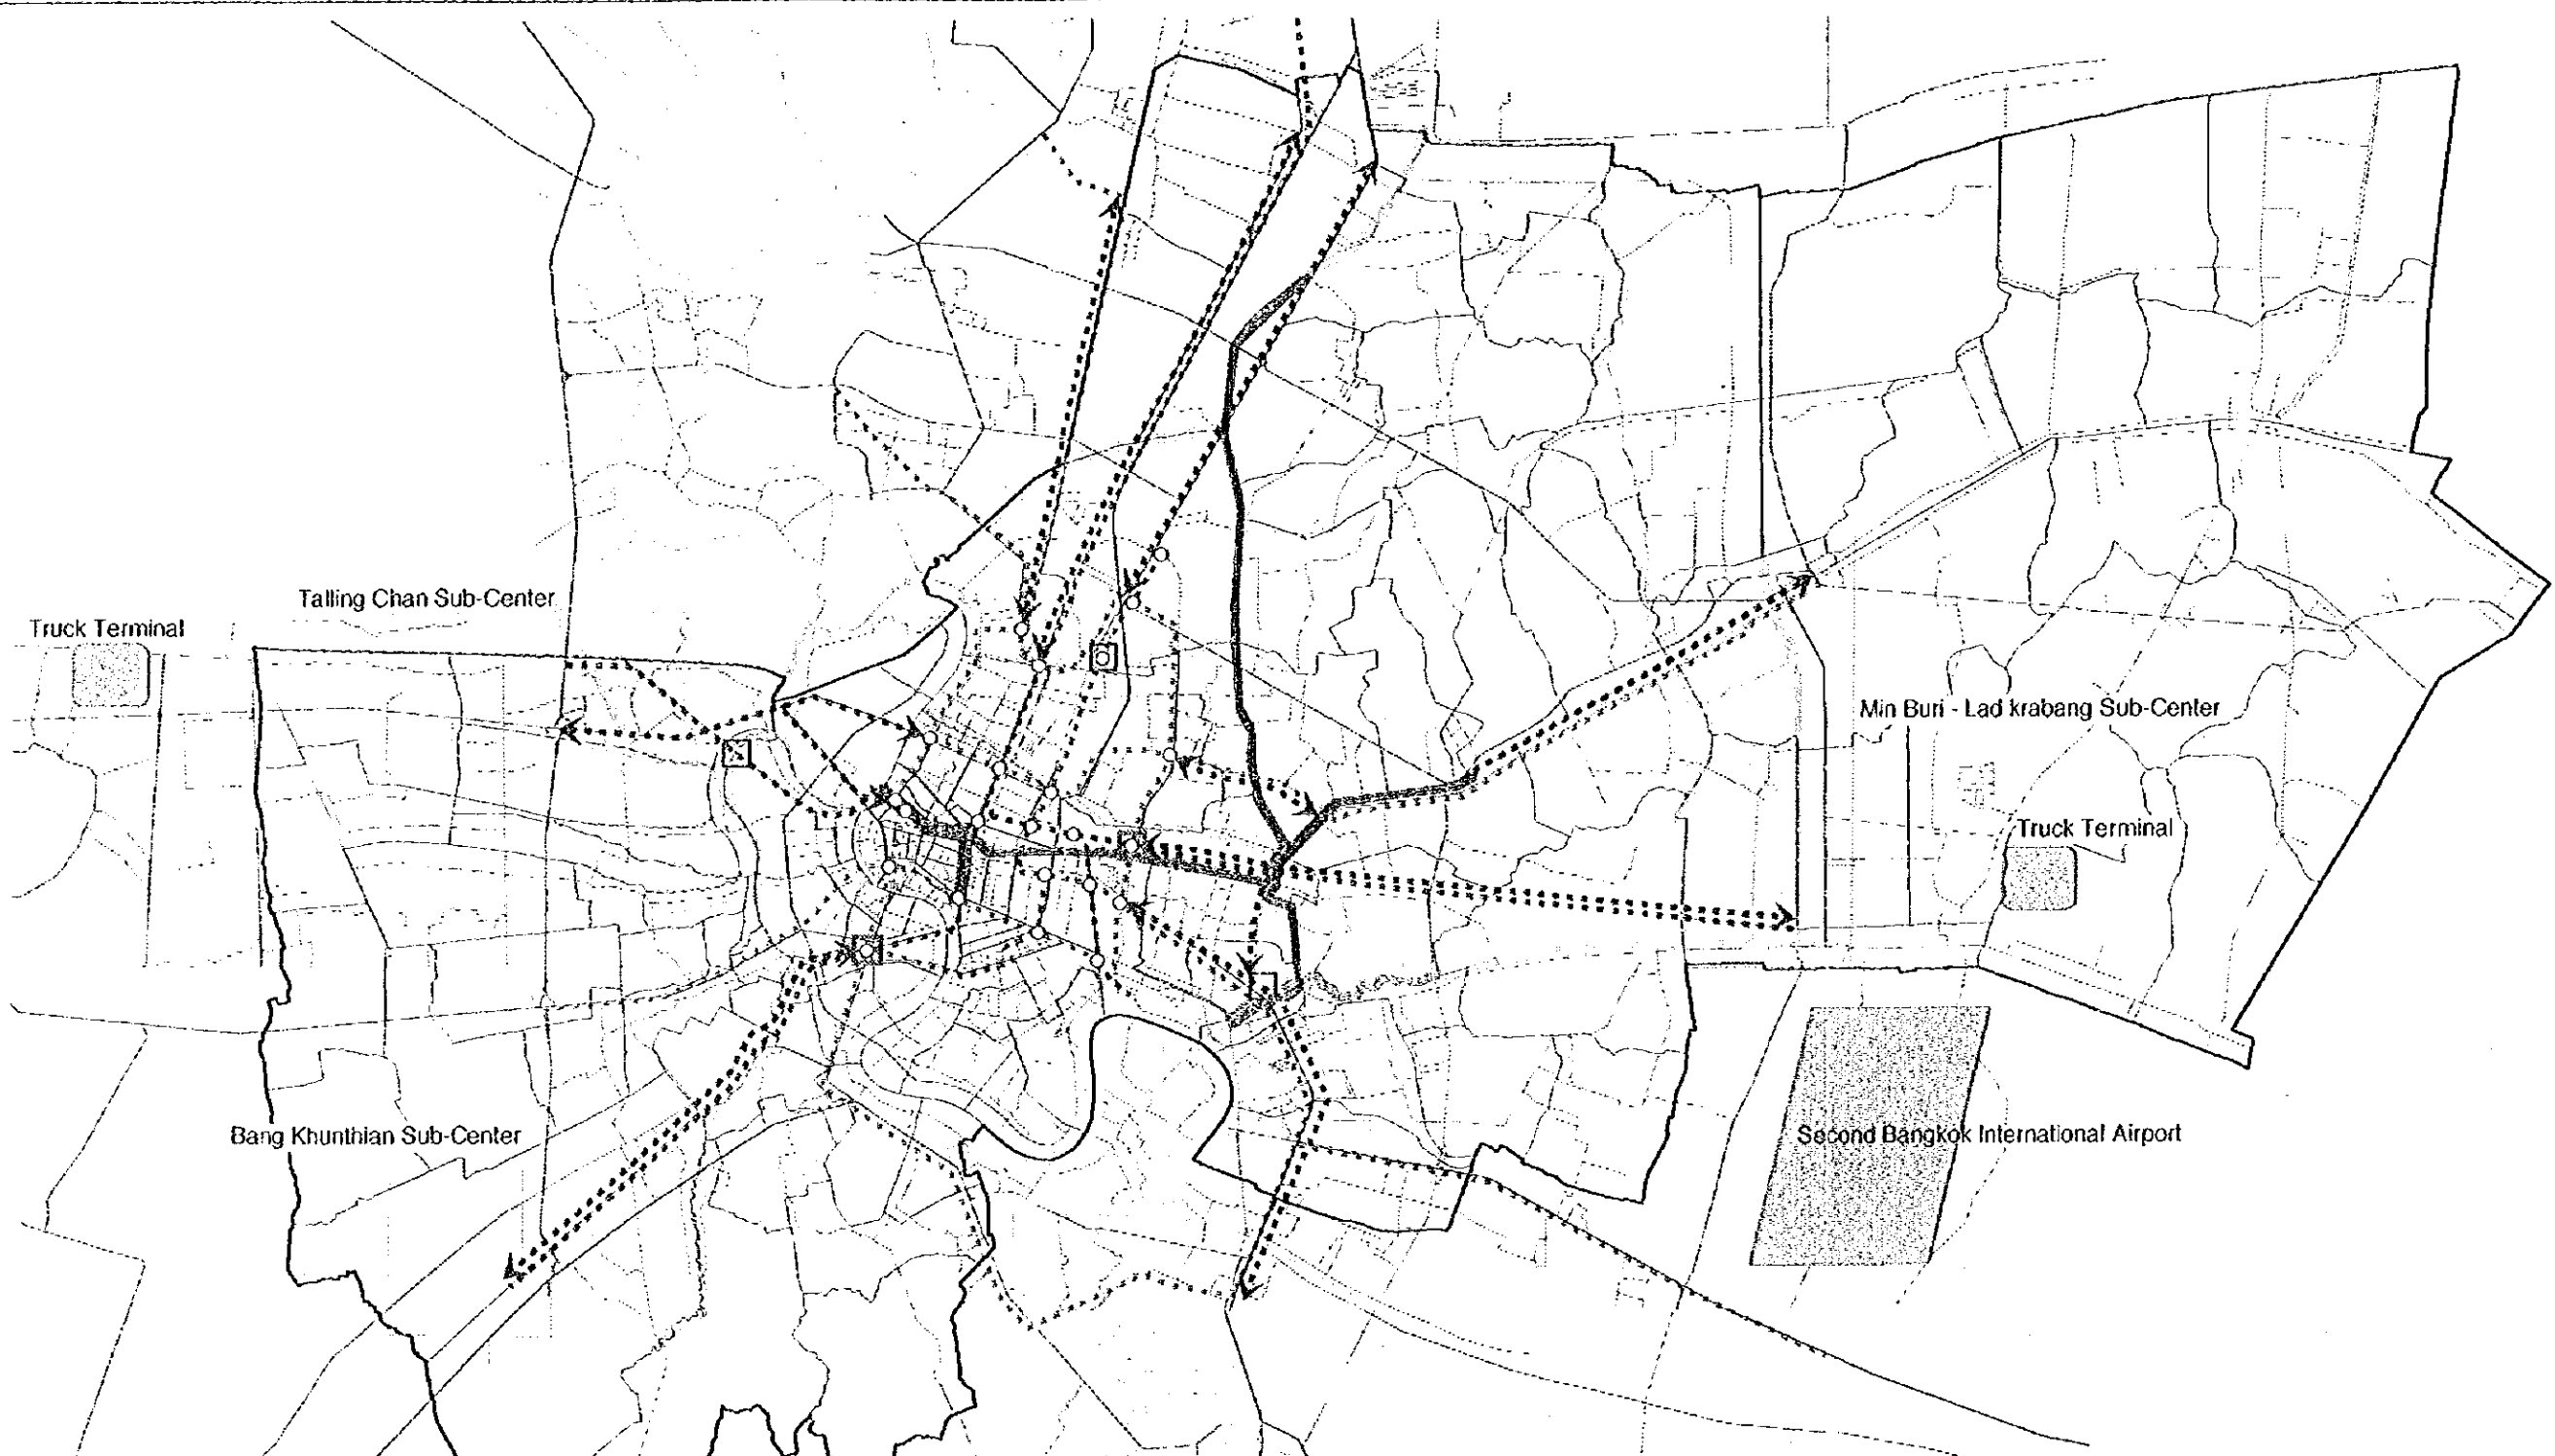 Talling Chan Sub-Center
Truck Terminal
Min Buri - Lad krabang Sub-Center
Truck Terminal
Bang Khunthian Sub-Center
Second Bangkok International Airport